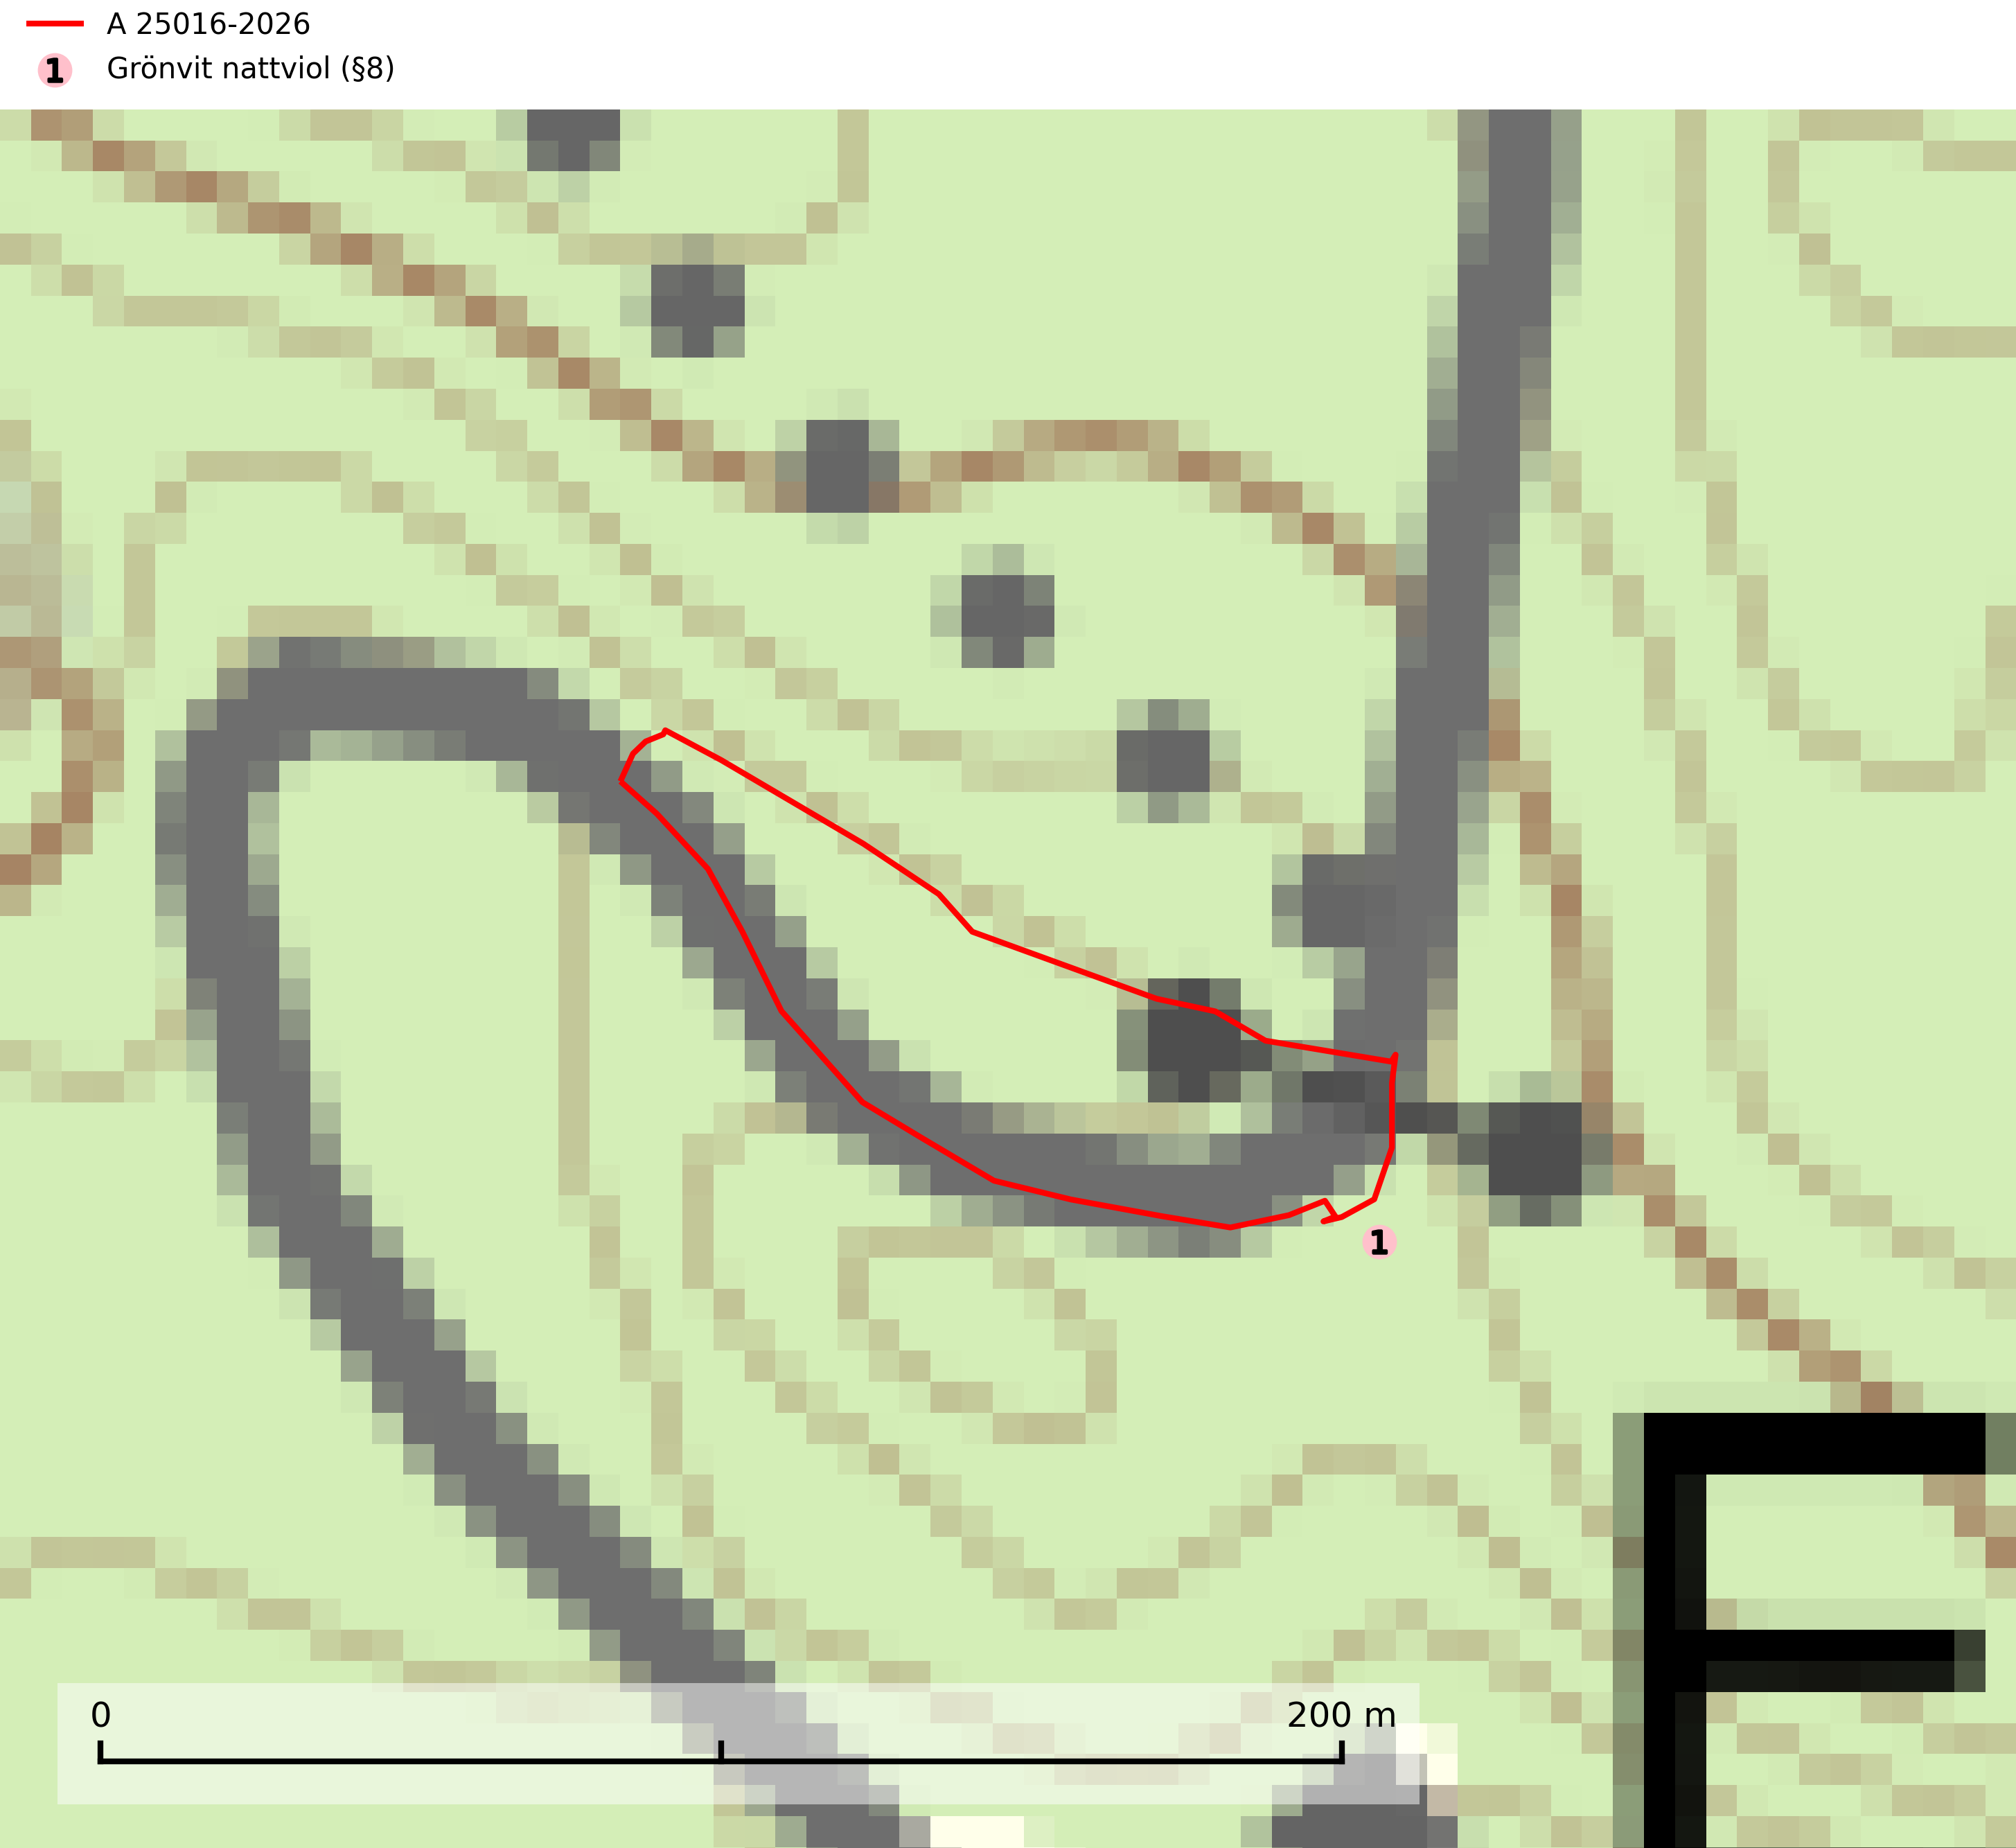 A 25016-2026
1 Grönvit nattviol (§8)
1
F
0 200 m